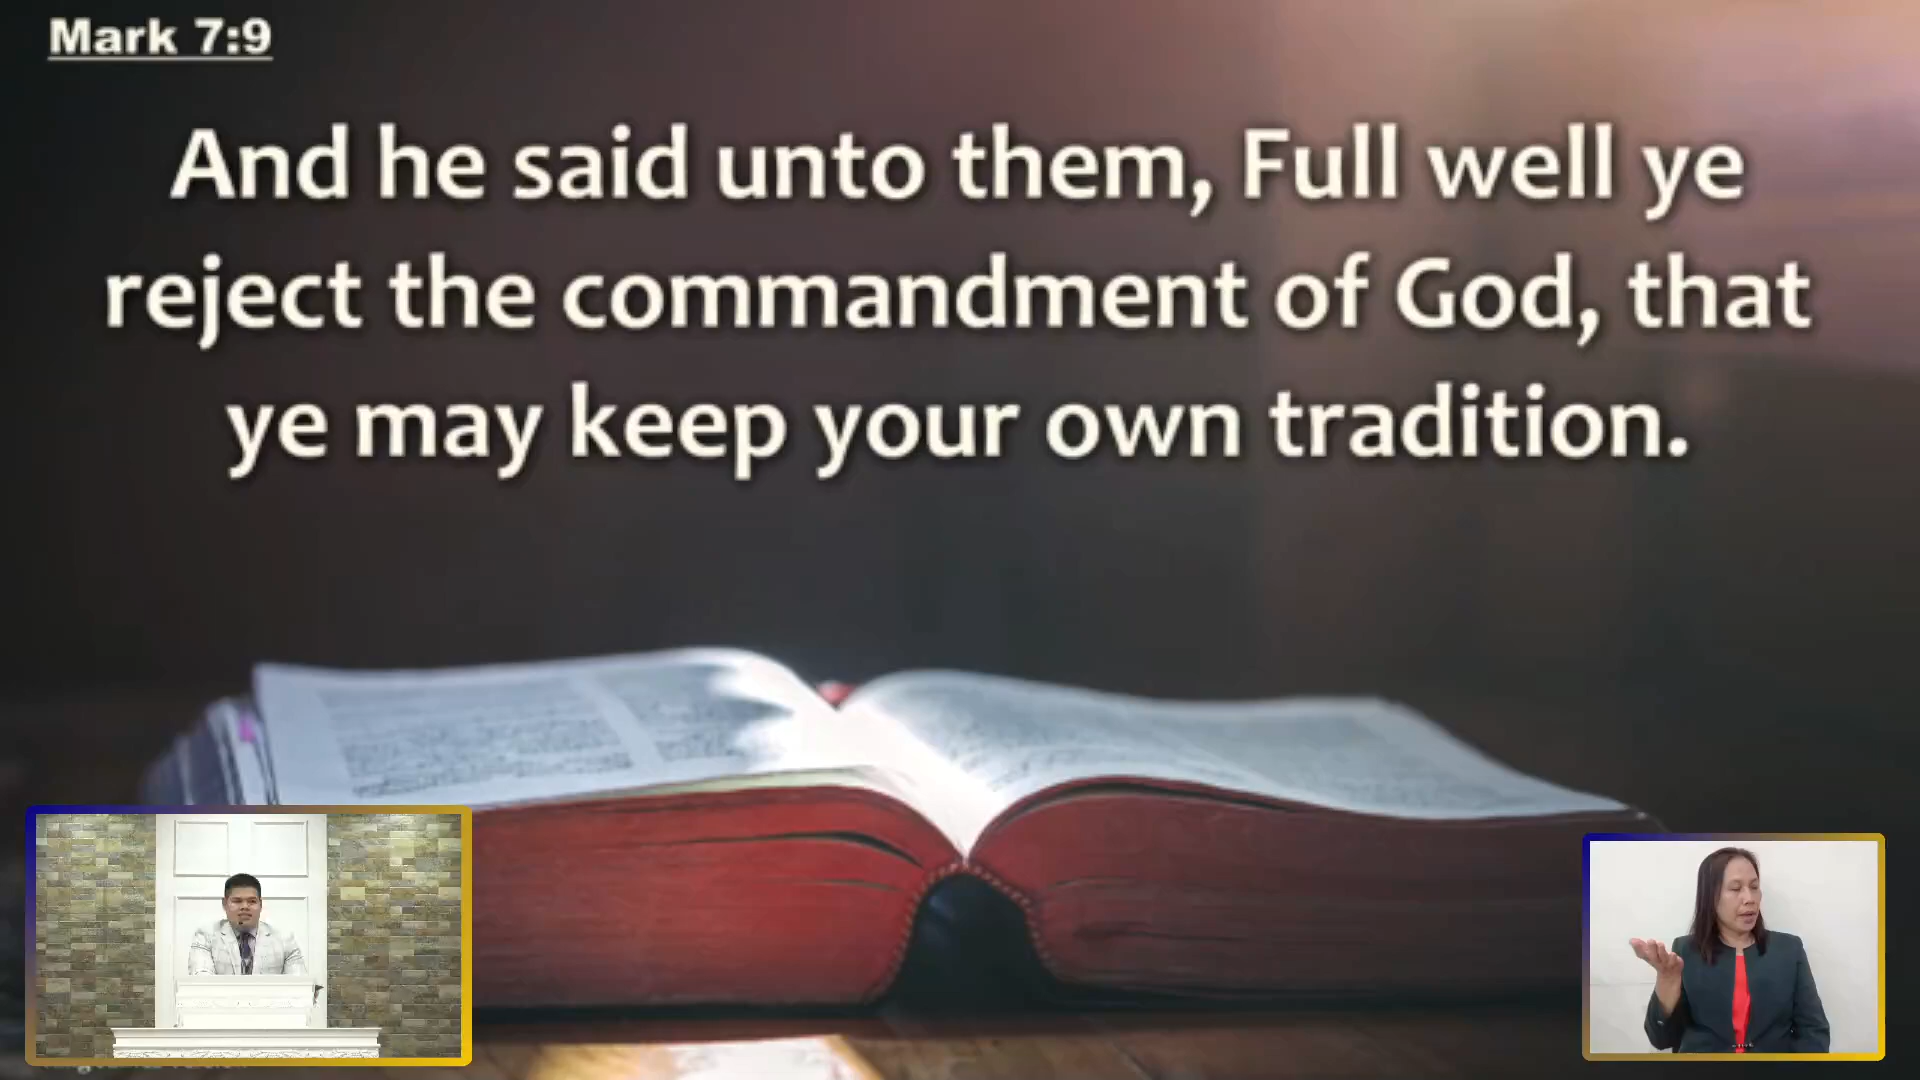 Mark 7:9
And he said unto them, Full well ye
reject the commandment of God, that
ye may keep your own tradition.